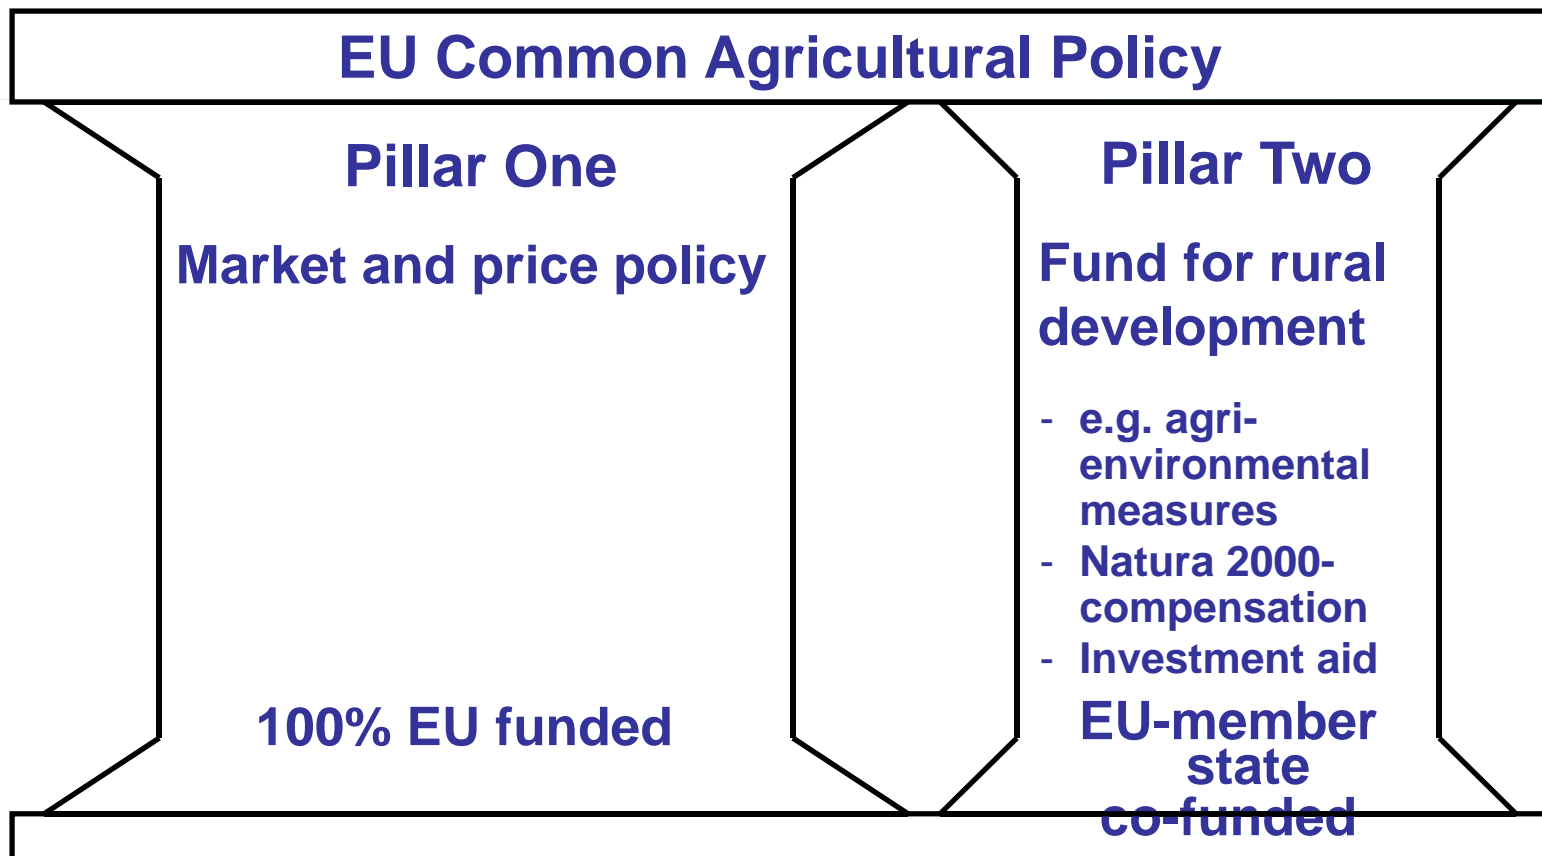 EU Common Agricultural Policy
Pillar One
Market and price policy
100% EU funded
Pillar Two
Fund for rural
development
- e.g. agri-
environmental
measures
- Natura 2000-
compensation
- Investment aid
EU-member
state
co-funded